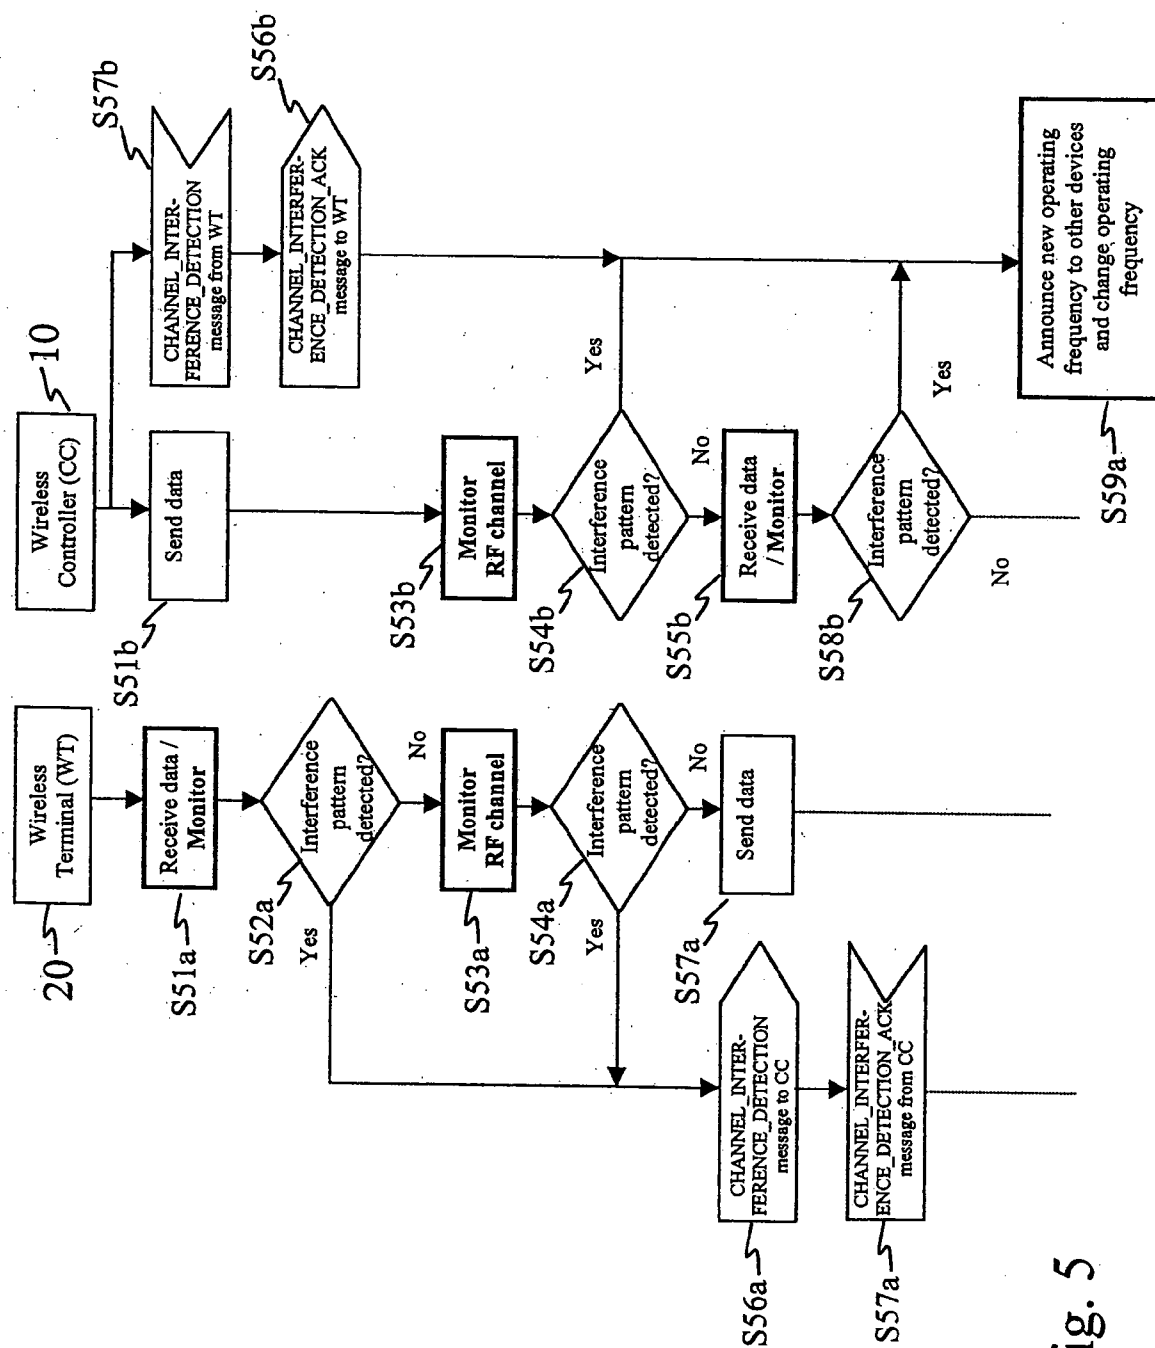 20
Wireless
Terminal (WT)
S51a
Receive data /
Monitor
S52a
Interference
pattern
detected?
Yes
No
S53a
Monitor
RF channel
S54a
Interference
pattern
detected?
Yes
No
S57a
Send data
S56a
CHANNEL_INTER-
FERENCE_DETECTION
message to CC
S57a
CHANNEL_INTERFER-
ENCE_DETECTION_ACK
message from CC
10
Wireless
Controller (CC)
S51b
Send data
S57b
CHANNEL_INTER-
FERENCE_DETECTION
message from WT
S56b
CHANNEL_INTERFER-
ENCE_DETECTION_ACK
message to WT
S53b
Monitor
RF channel
S54b
Interference
pattern
detected?
Yes
No
S55b
Receive data
/ Monitor
S58b
Interference
pattern
detected?
Yes
No
S59a
Announce new operating
frequency to other devices
and change operating
frequency
ig. 5